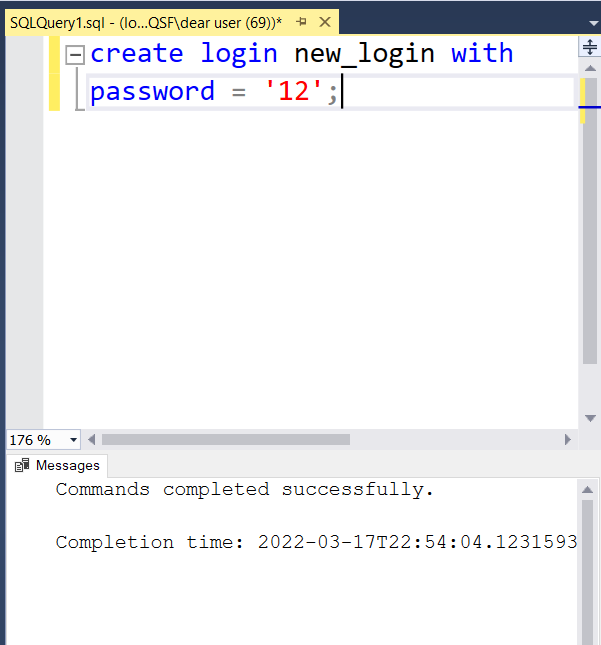 SQLQuery1.sql - (lo...QSF\dear user (69))*
create login new_login with
password = '12';
176 %
Messages
Commands completed successfully.
Completion time: 2022-03-17T22:54:04.1231593